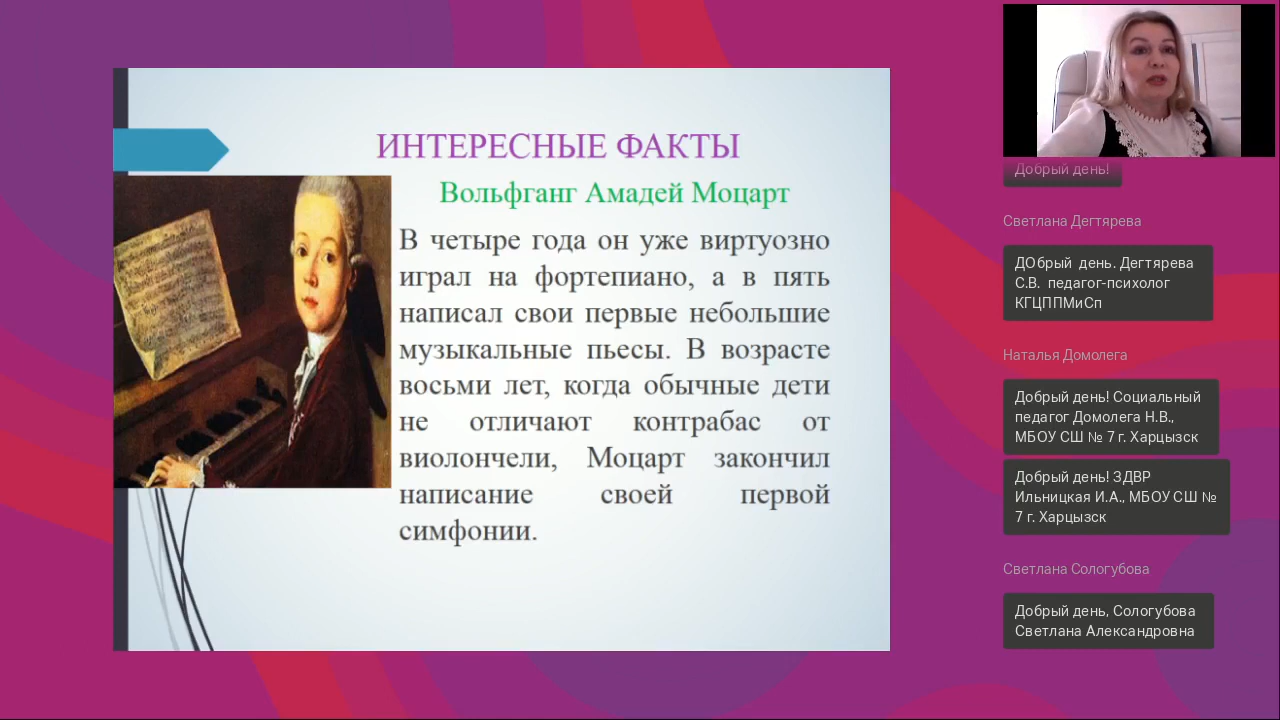 ИНТЕРЕСНЫЕ ФАКТЫ
Вольфганг Амадей Моцарт
В четыре года он уже виртуозно
играл на фортепиано, а в пять
написал свои первые небольшие
музыкальные пьесы. В возрасте
восьми лет, когда обычные дети
не отличают контрабас от
виолончели, Моцарт закончил
написание своей первой
симфонии.
Добрый день!
Светлана Дегтярева
ДОбрый день. Дегтярева
С.В. педагог-психолог
КГЦППМиСп
Наталья Домолега
Добрый день! Социальный
педагог Домолега Н.В.,
МБОУ СШ № 7 г. Харцызск
Добрый день! ЗДВР
Ильницкая И.А., МБОУ СШ №
7 г. Харцызск
Светлана Сологубова
Добрый день, Сологубова
Светлана Александровна